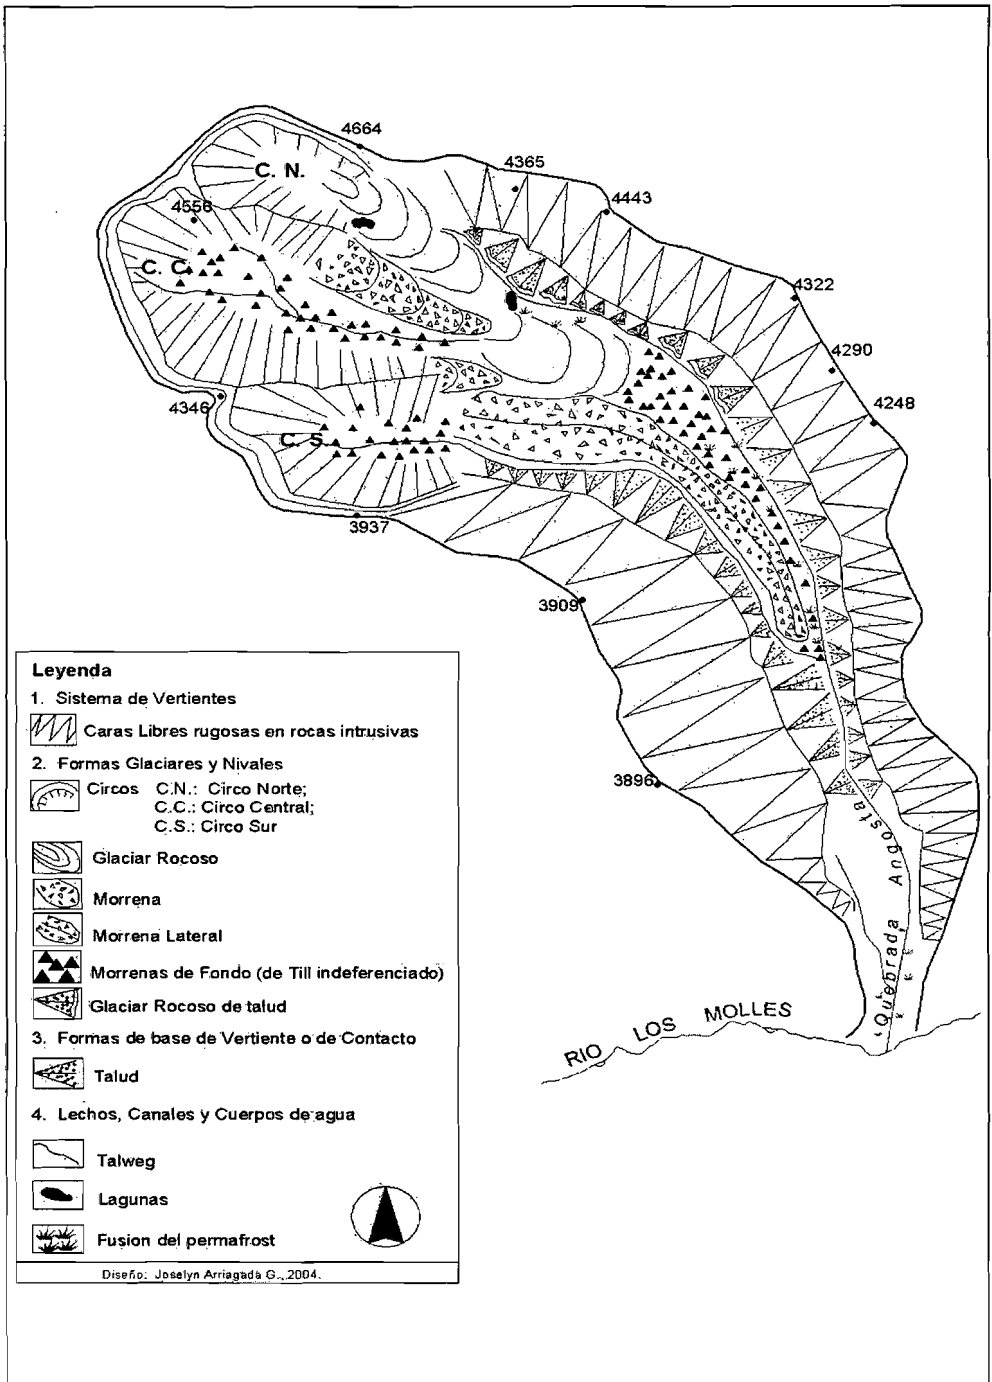 4664
C. N.
4365
4443
4556
C. C.
4322
4290
4248
4346
C. S.
3937
3909
3896
Quebrada Angosta
RIO LOS MOLLES
Leyenda
1. Sistema de Vertientes
Caras Libres rugosas en rocas intrusivas
2. Formas Glaciares y Nivales
Circos C.N.: Circo Norte;
C.C.: Circo Central;
C.S.: Circo Sur
Glaciar Rocoso
Morrena
Morrena Lateral
Morrenas de Fondo (de Till indeferenciado)
Glaciar Rocoso de talud
3. Formas de base de Vertiente o de Contacto
Talud
4. Lechos, Canales y Cuerpos de agua
Talweg
Lagunas
Fusion del permafrost
Diseño: Joselyn Arriagada G., 2004.